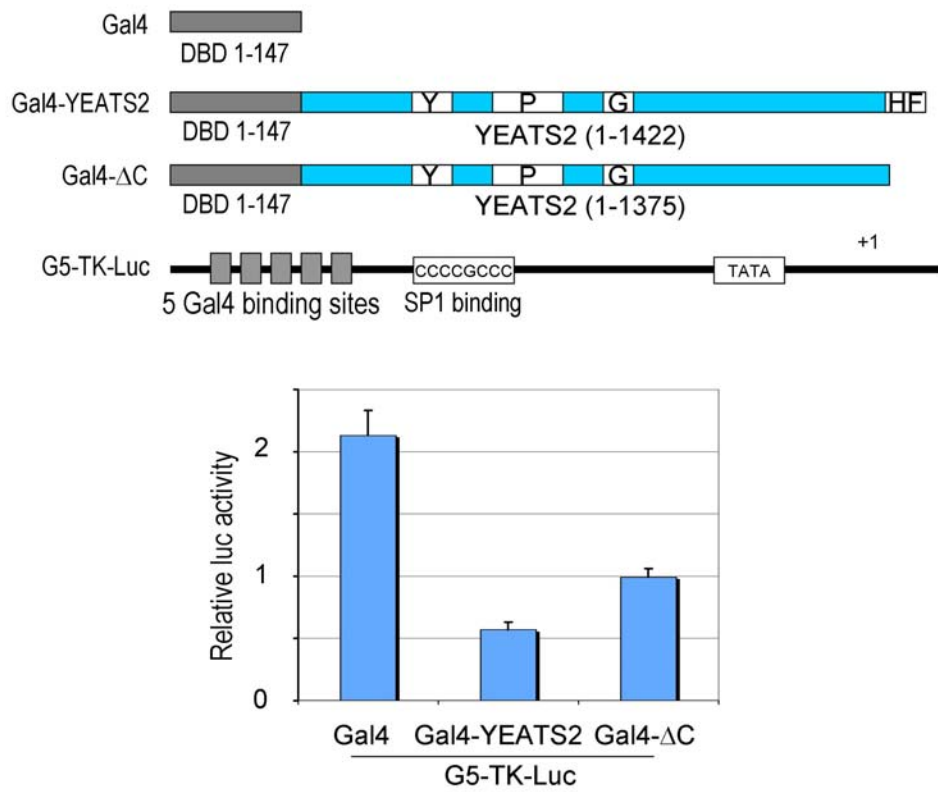 Gal4
DBD 1-147
Gal4-YEATS2
Y P G HF
DBD 1-147 YEATS2 (1-1422)
Gal4-ΔC
Y P G
DBD 1-147 YEATS2 (1-1375)
+1
G5-TK-Luc
CCCCGCCC TATA
5 Gal4 binding sites SP1 binding
Relative luc activity
2
1
0
Gal4 Gal4-YEATS2 Gal4-ΔC
G5-TK-Luc